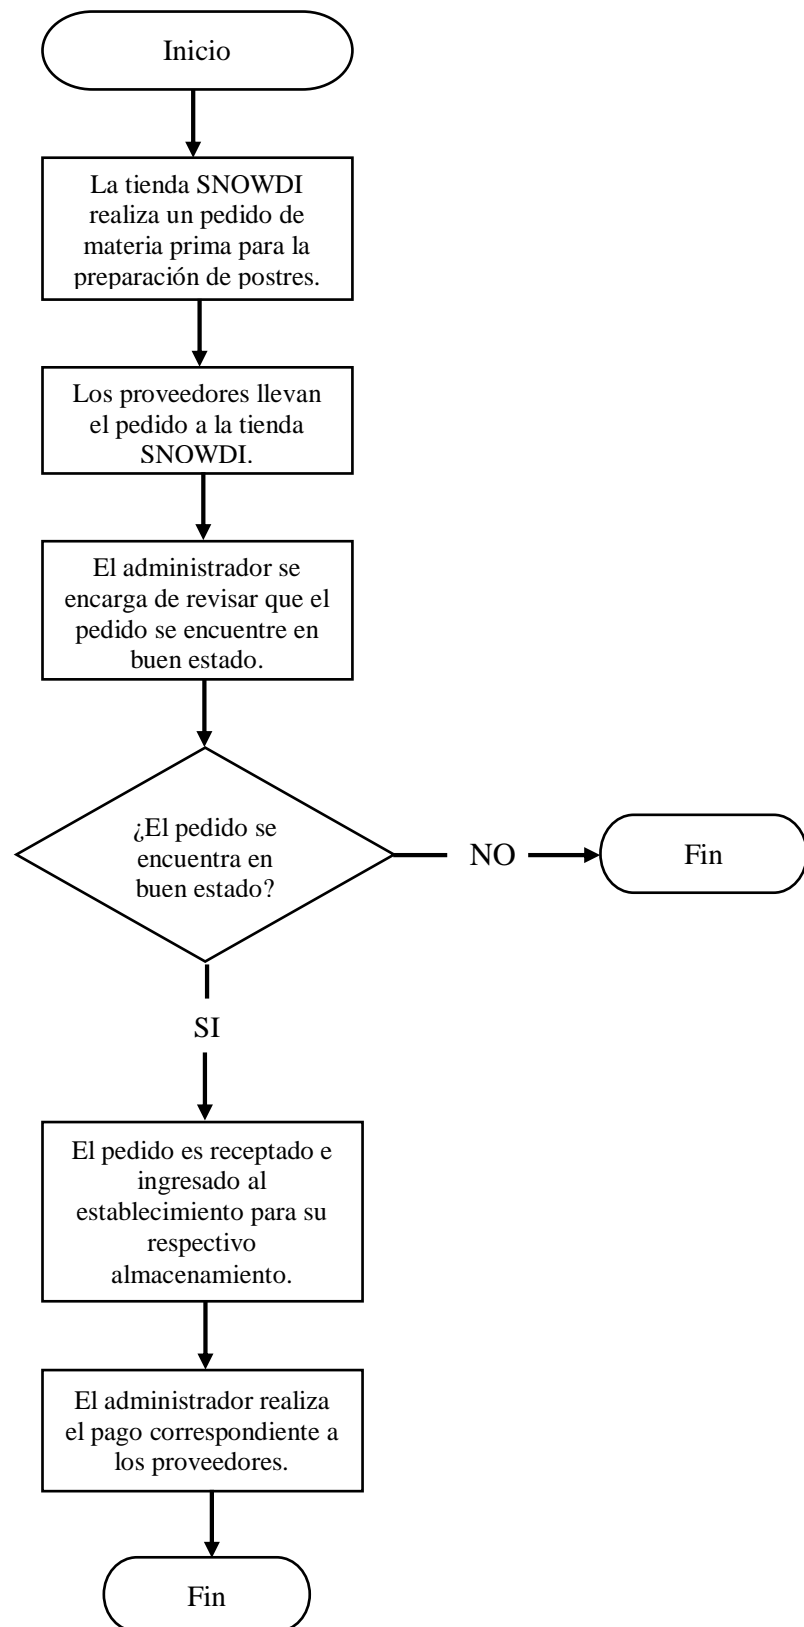 Inicio
La tienda SNOWDI
realiza un pedido de
materia prima para la
preparación de postres.
Los proveedores llevan
el pedido a la tienda
SNOWDI.
El administrador se
encarga de revisar que el
pedido se encuentre en
buen estado.
¿El pedido se
encuentra en
buen estado?
NO
Fin
SI
El pedido es receptado e
ingresado al
establecimiento para su
respectivo
almacenamiento.
El administrador realiza
el pago correspondiente a
los proveedores.
Fin